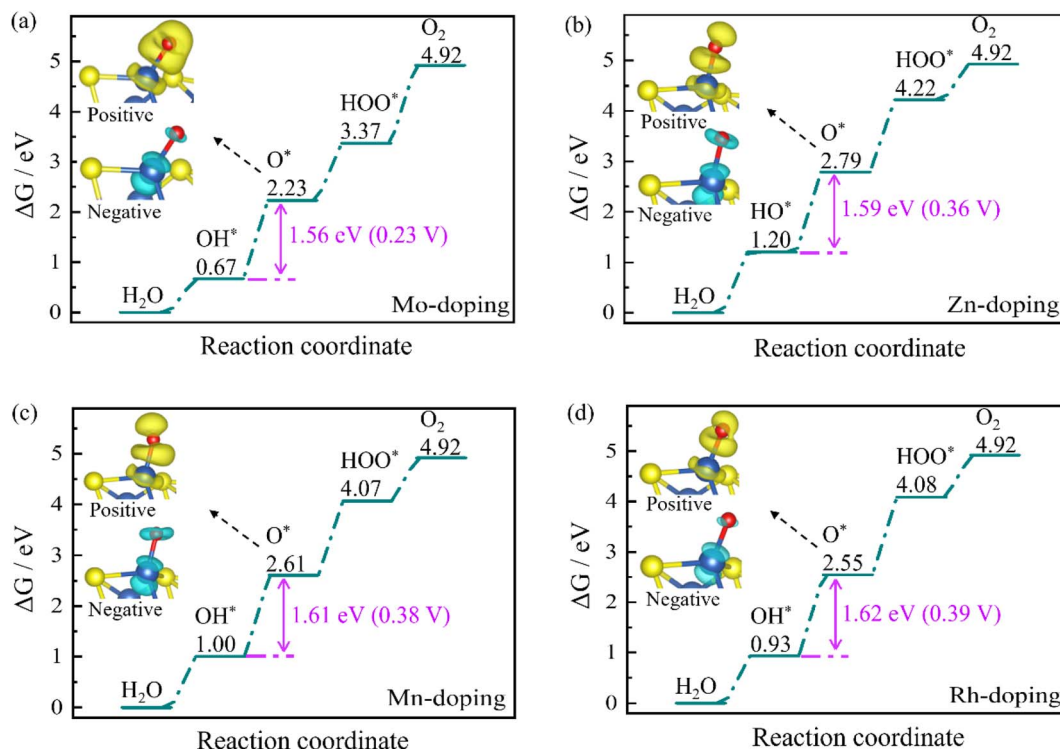 (a)
ΔG / eV
5
4
3
2
1
0
Positive
Negative
H₂O
OH*
0.67
O*
2.23
HOO*
3.37
O₂
4.92
1.56 eV (0.23 V)
Mo-doping
Reaction coordinate
(b)
ΔG / eV
5
4
3
2
1
0
Positive
Negative
H₂O
HO*
1.20
O*
2.79
HOO*
4.22
O₂
4.92
1.59 eV (0.36 V)
Zn-doping
Reaction coordinate
(c)
ΔG / eV
5
4
3
2
1
0
Positive
Negative
H₂O
OH*
1.00
O*
2.61
HOO*
4.07
O₂
4.92
1.61 eV (0.38 V)
Mn-doping
Reaction coordinate
(d)
ΔG / eV
5
4
3
2
1
0
Positive
Negative
H₂O
OH*
0.93
O*
2.55
HOO*
4.08
O₂
4.92
1.62 eV (0.39 V)
Rh-doping
Reaction coordinate